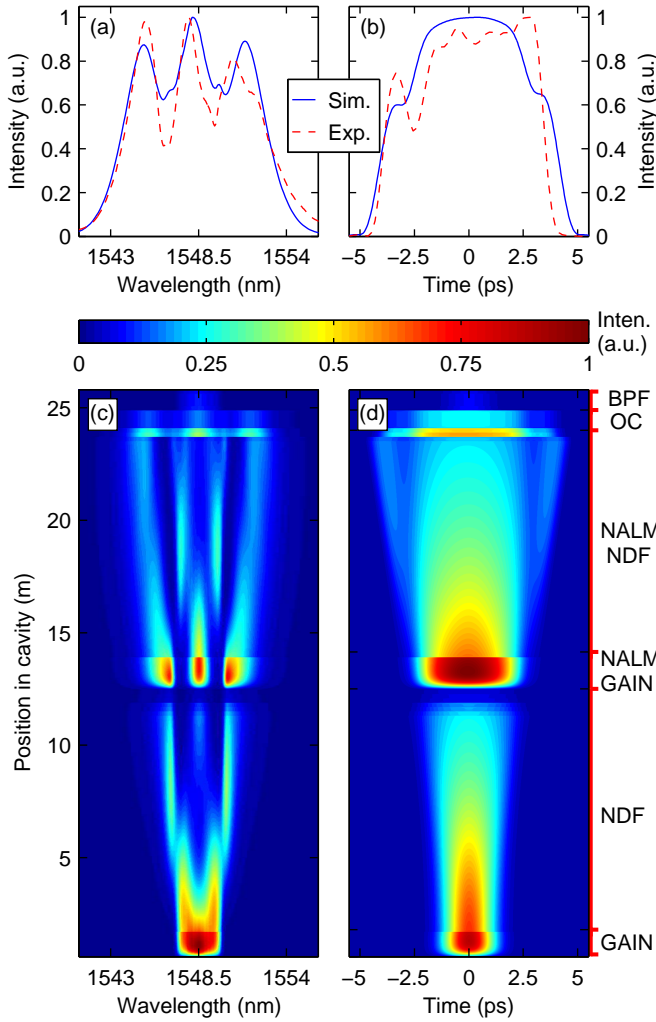 (a)
Intensity (a.u.)
1
0.8
0.6
0.4
0.2
0
1543 1548.5 1554
Wavelength (nm)
Sim.
Exp.
(b)
Intensity (a.u.)
1
0.8
0.6
0.4
0.2
0
−5 −2.5 0 2.5 5
Time (ps)
Inten.
(a.u.)
0 0.25 0.5 0.75 1
(c)
Position in cavity (m)
25
20
15
10
5
1543 1548.5 1554
Wavelength (nm)
(d)
−5 −2.5 0 2.5 5
Time (ps)
BPF
OC
NALM
NDF
NALM
GAIN
NDF
GAIN